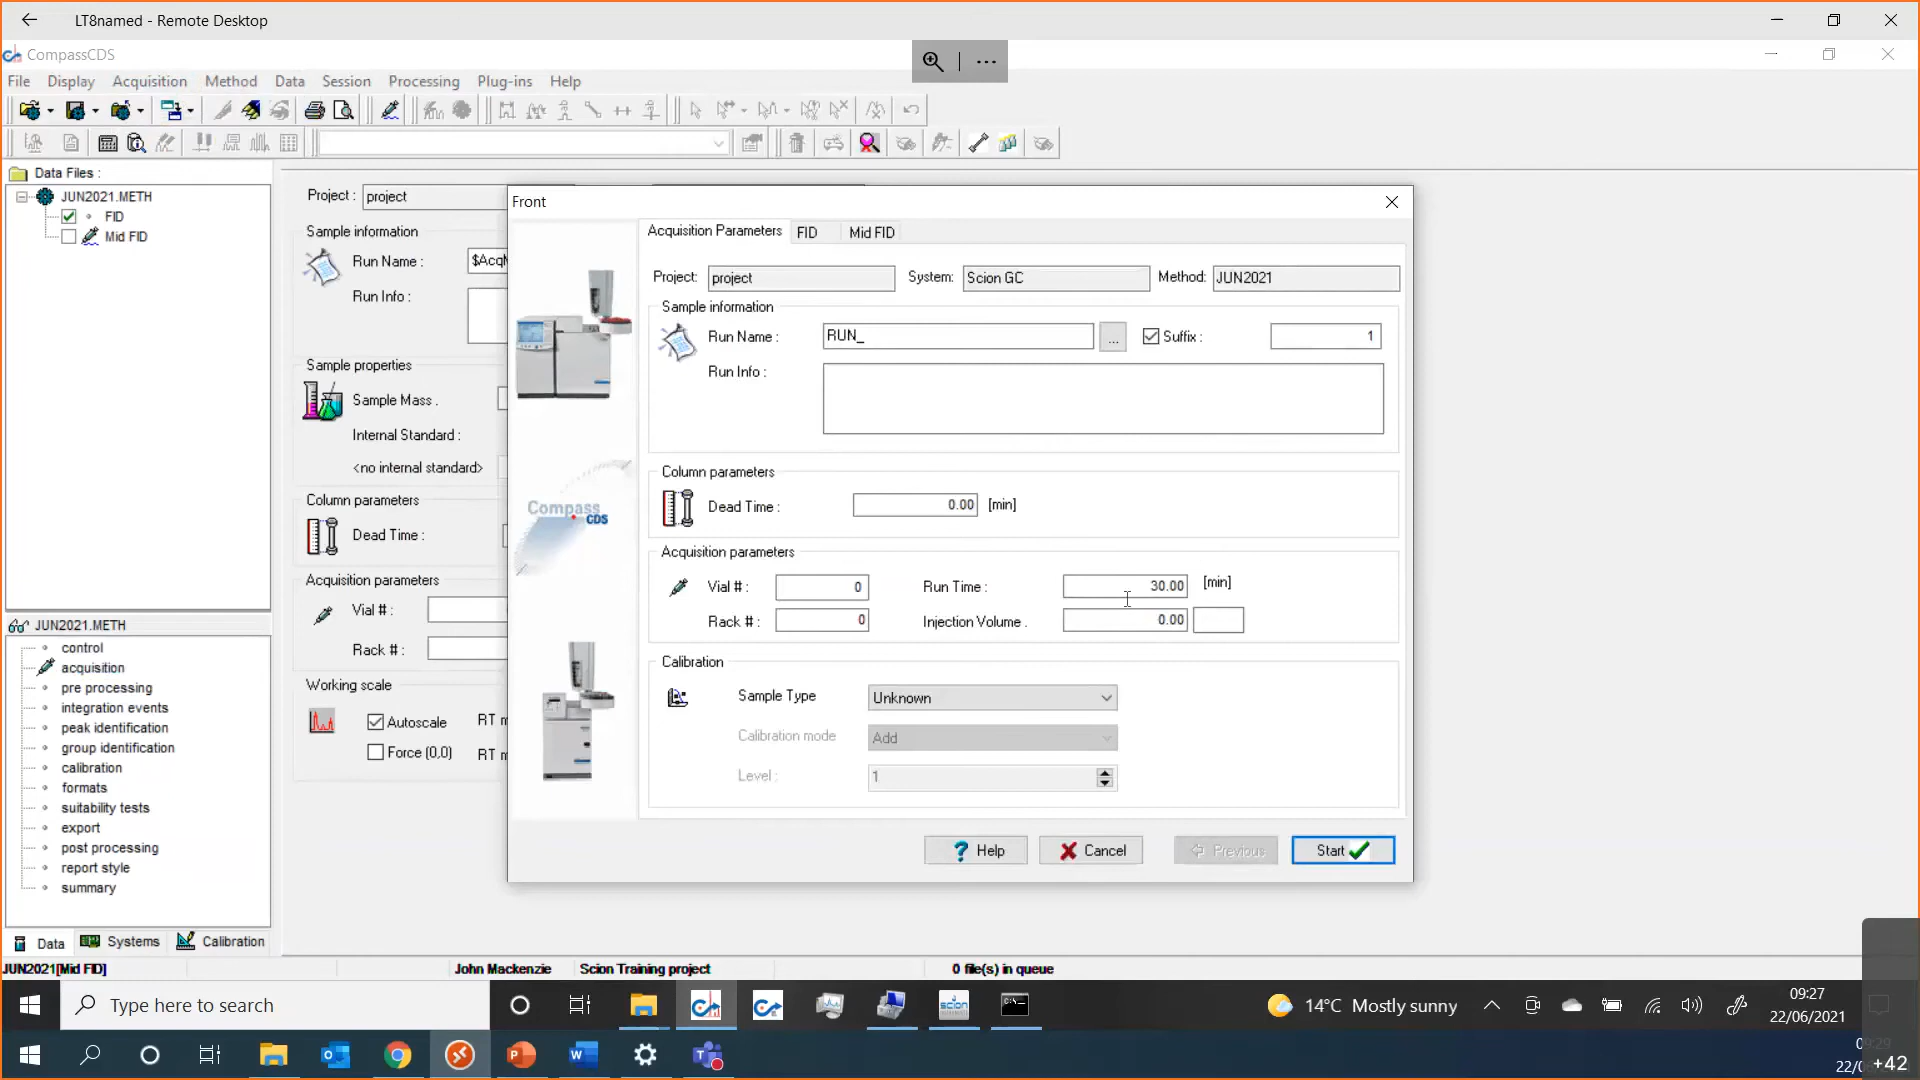 LT8named - Remote Desktop
CompassCDS
File Display Acquisition Method Data Session Processing Plug-ins Help
Data Files :
JUN2021.METH
FID
Mid FID
JUN2021.METH
control
acquisition
pre processing
integration events
peak identification
group identification
calibration
formats
suitability tests
export
post processing
report style
summary
Data Systems Calibration
Project : project
Sample information
Run Name : $Acq
Run Info :
Sample properties
Sample Mass .
Internal Standard :
<no internal standard>
Column parameters
Dead Time :
Acquisition parameters
Vial # :
Rack # :
Working scale
Autoscale RT m
Force (0,0) RT m
Front
Acquisition Parameters FID Mid FID
Project: project System: Scion GC Method: JUN2021
Sample information
Run Name : RUN_ ... Suffix : 1
Run Info :
Column parameters
Dead Time : 0.00 [min]
Acquisition parameters
Vial # : 0 Run Time : 30.00 [min]
Rack # : 0 Injection Volume . 0.00
Calibration
Sample Type Unknown
Calibration mode Add
Level : 1
Compass CDS
Help Cancel Previous Start
JUN2021[Mid FID] John Mackenzie Scion Training project 0 file(s) in queue
Type here to search
scion
14°C Mostly sunny
09:27
22/06/2021
09:29
22/0
+42